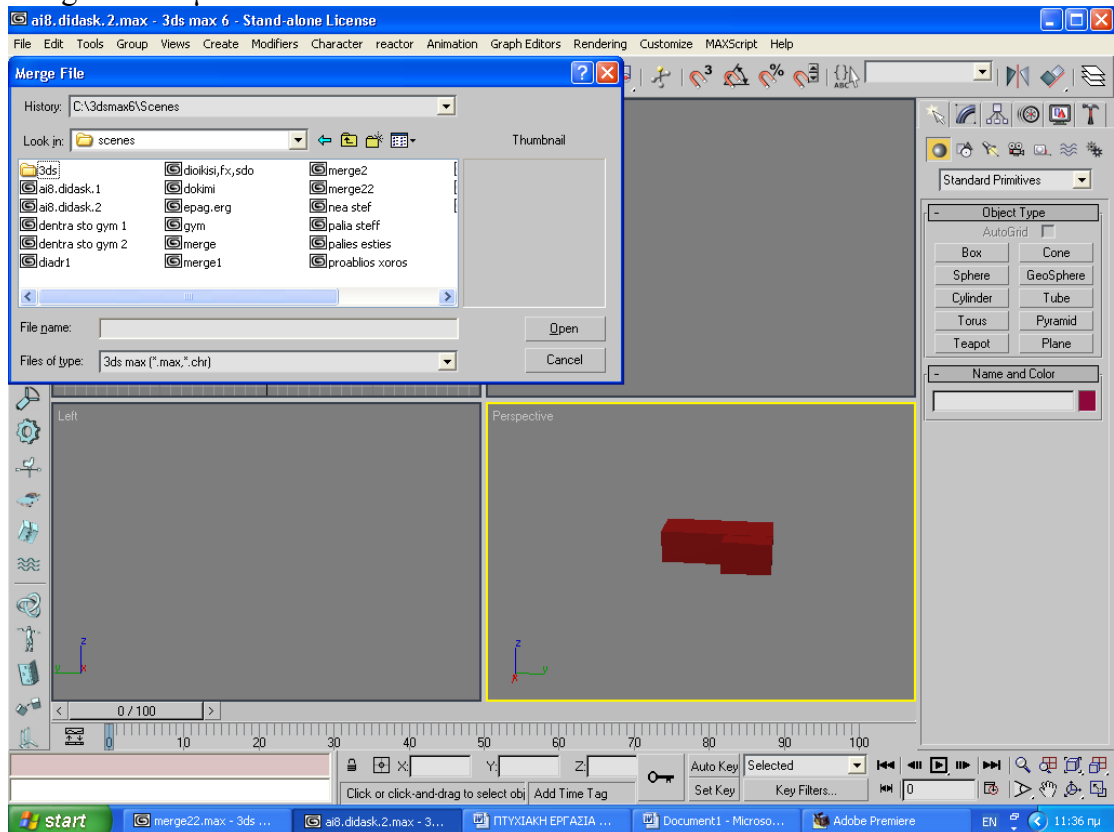 ai8.didask.2.max - 3ds max 6 - Stand-alone License
File Edit Tools Group Views Create Modifiers Character reactor Animation Graph Editors Rendering Customize MAXScript Help
Merge File
History: C:\3dsmax6\Scenes
Look in: scenes
Thumbnail
3ds dioikisi,fx,sdo merge2
ai8.didask.1 dokimi merge22
ai8.didask.2 epag.erg nea stef
dentra sto gym 1 gym palia steff
dentra sto gym 2 merge palies esties
diadr1 merge1 proablios xoros
File name: Open
Files of type: 3ds max (*.max,*.chr) Cancel
ABC
Standard Primitives
- Object Type
AutoGrid
Box Cone
Sphere GeoSphere
Cylinder Tube
Torus Pyramid
Teapot Plane
- Name and Color
Left
Perspective
z
y x
z
x y
< 0 / 100 >
0 10 20 30 40 50 60 70 80 90 100
X: Y: Z: Auto Key Selected
Click or click-and-drag to select obj Add Time Tag Set Key Key Filters... 0
start merge22.max - 3ds ... ai8.didask.2.max - 3... ΠΤΥΧΙΑΚΗ ΕΡΓΑΣΙΑ ... Document1 - Microso... Adobe Premiere EN 11:36 πμ